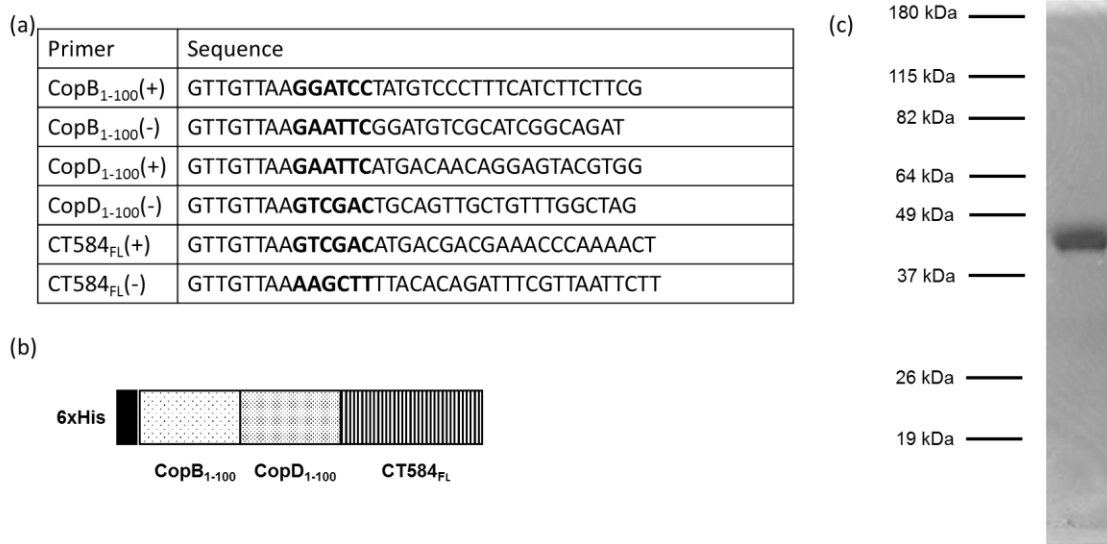 (a)
Primer Sequence
CopB1-100(+) GTTGTTAAGGATCCTATGTCCCTTTCATCTTCTTCG
CopB1-100(-) GTTGTTAAGAATTCGGATGTCGCATCGGCAGAT
CopD1-100(+) GTTGTTAAGAATTCATGACAACAGGAGTACGTGG
CopD1-100(-) GTTGTTAAGTCGACTGCAGTTGCTGTTTGGCTAG
CT584FL(+) GTTGTTAAGTCGACATGACGACGAAACCCAAAACT
CT584FL(-) GTTGTTAAAAGCTTTTACACAGATTTCGTTAATTCTT
(b)
6xHis
CopB1-100 CopD1-100 CT584FL
(c)
180 kDa
115 kDa
82 kDa
64 kDa
49 kDa
37 kDa
26 kDa
19 kDa